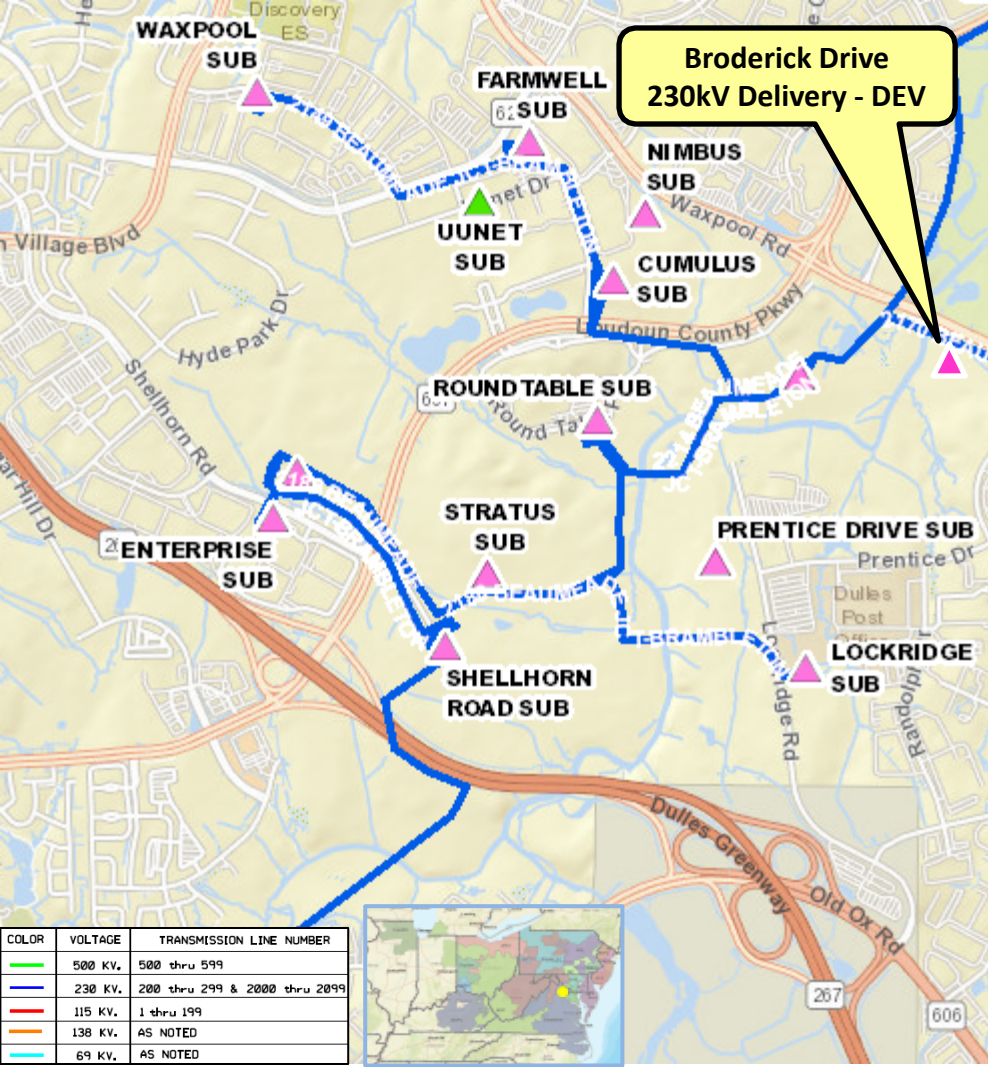 Discovery
ES
WAXPOOL
SUB
Broderick Drive
230kV Delivery - DEV
FARMWELL
SUB
NIMBUS
SUB
Waxpool Rd
UUNET
SUB
n Village Blvd
CUMULUS
SUB
Loudoun County Pkwy
Hyde Park Dr
Shellhorn Rd
ROUNDTABLE SUB
Round Ta
STRATUS
SUB
ENTERPRISE
SUB
PRENTICE DRIVE SUB
Prentice Dr
Dulles
Post
Office
LOCKRIDGE
SUB
SHELLHORN
ROAD SUB
Dulles Greenway
Old Ox Rd
267
606
COLOR VOLTAGE TRANSMISSION LINE NUMBER
500 KV. 500 thru 599
230 KV. 200 thru 299 & 2000 thru 2099
115 KV. 1 thru 199
138 KV. AS NOTED
69 KV. AS NOTED